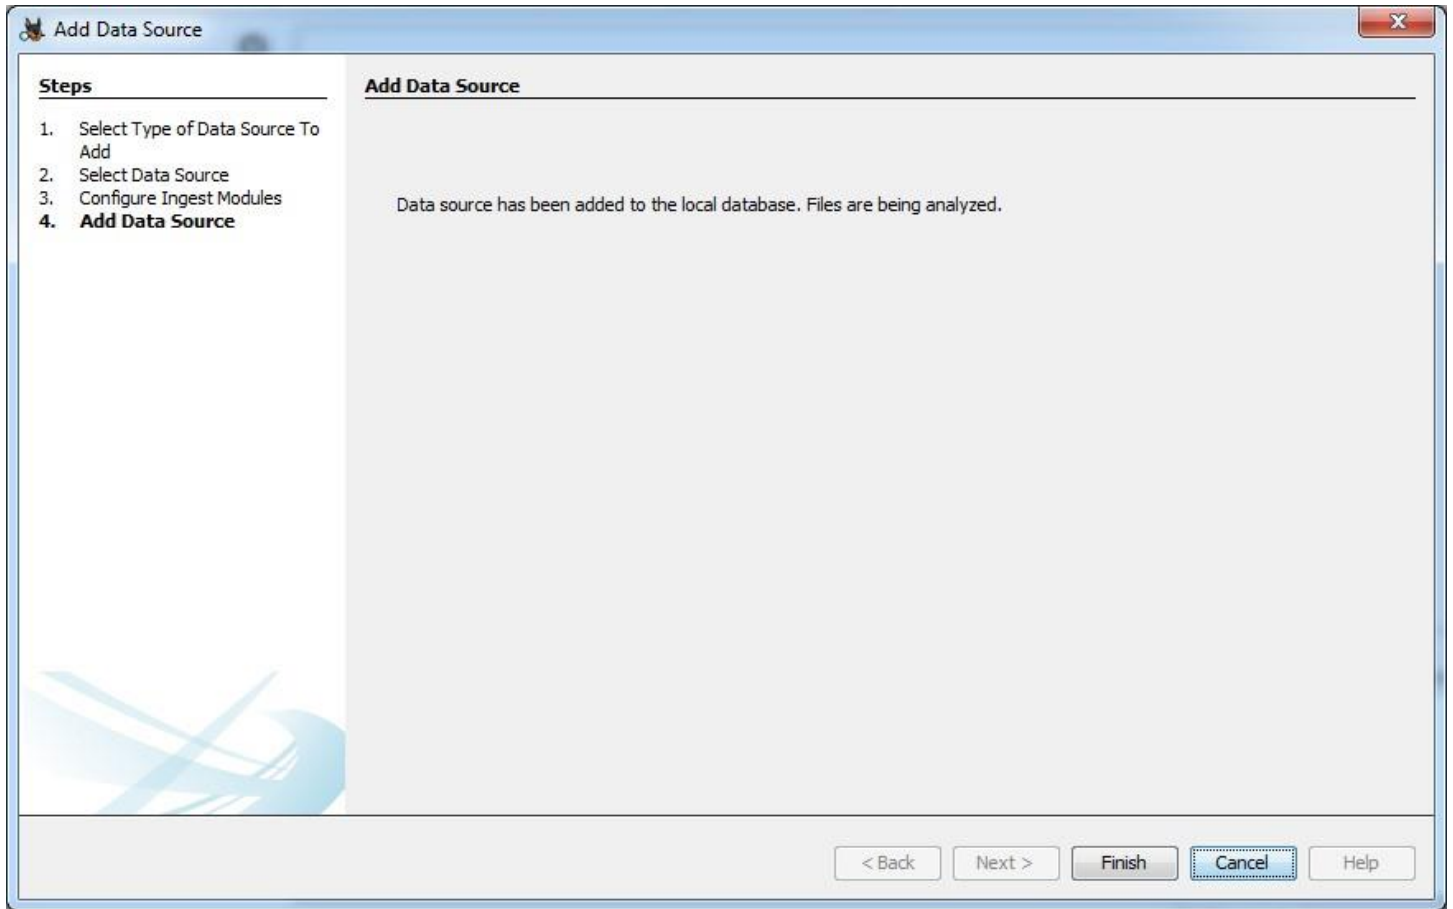 Add Data Source
Steps
1. Select Type of Data Source To
Add
2. Select Data Source
3. Configure Ingest Modules
4. Add Data Source
Add Data Source
Data source has been added to the local database. Files are being analyzed.
< Back Next > Finish Cancel Help